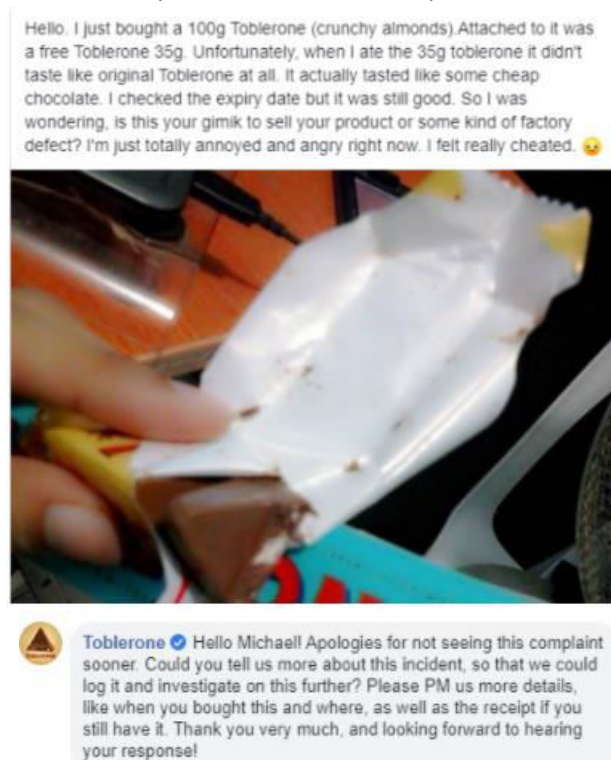 Hello. I just bought a 100g Toblerone (crunchy almonds).Attached to it was
a free Toblerone 35g. Unfortunately, when I ate the 35g toblerone it didn't
taste like original Toblerone at all. It actually tasted like some cheap
chocolate. I checked the expiry date but it was still good. So I was
wondering, is this your gimik to sell your product or some kind of factory
defect? I'm just totally annoyed and angry right now. I felt really cheated. 😠
Toblerone Hello Michael! Apologies for not seeing this complaint
sooner. Could you tell us more about this incident, so that we could
log it and investigate on this further? Please PM us more details,
like when you bought this and where, as well as the receipt if you
still have it. Thank you very much, and looking forward to hearing
your response!